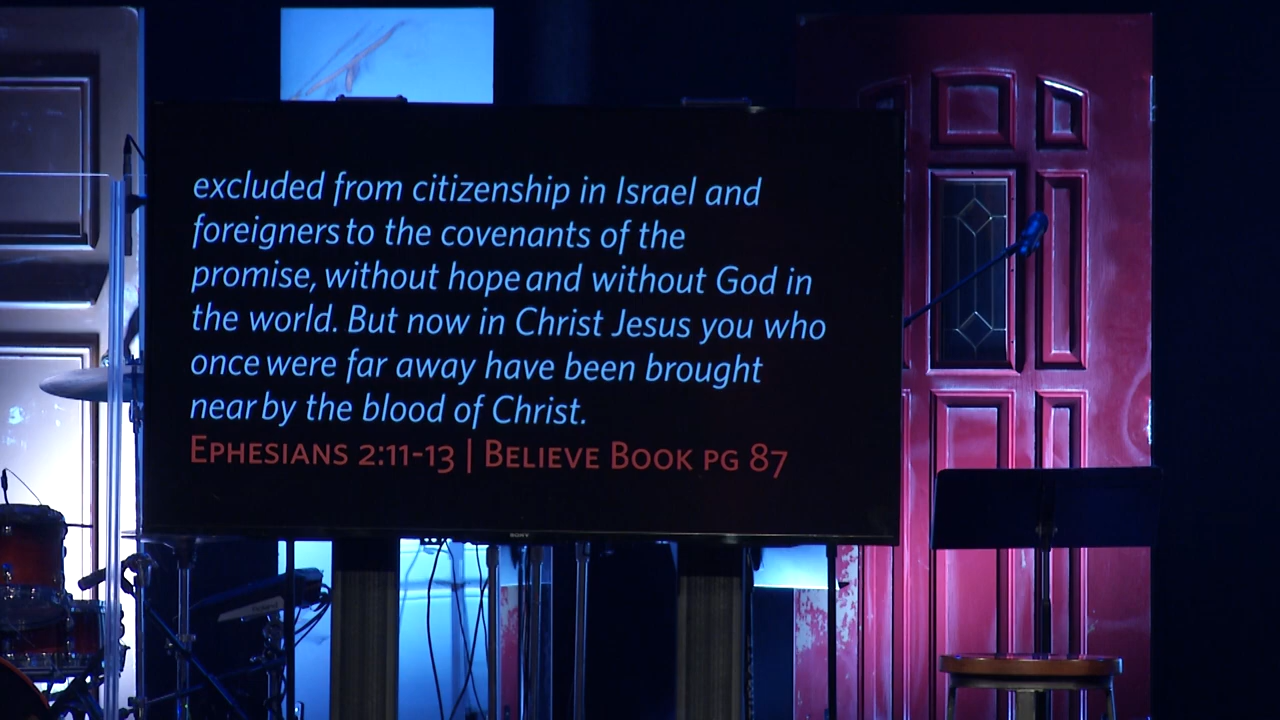 excluded from citizenship in Israel and
foreigners to the covenants of the
promise, without hope and without God in
the world. But now in Christ Jesus you who
once were far away have been brought
near by the blood of Christ.
Ephesians 2:11-13 | Believe Book pg 87
SONY
Roland